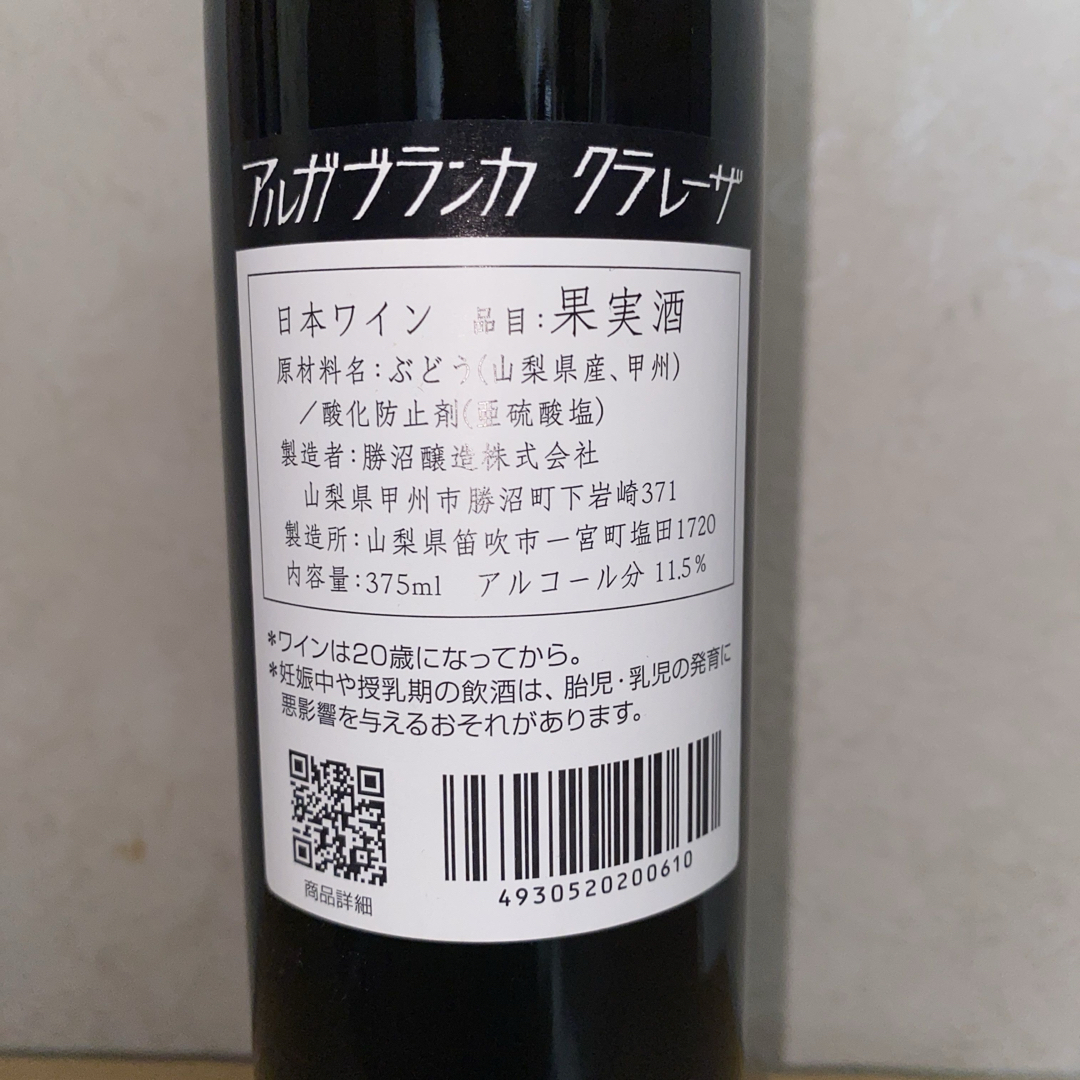 アルガブランカ クラレーザ
日本ワイン 品目:果実酒
原材料名:ぶどう(山梨県産、甲州)
/酸化防止剤(亜硫酸塩)
製造者:勝沼醸造株式会社
山梨県甲州市勝沼町下岩崎371
製造所:山梨県笛吹市一宮町塩田1720
内容量:375ml アルコール分 11.5%
*ワインは20歳になってから。
*妊娠中や授乳期の飲酒は、胎児・乳児の発育に
悪影響を与えるおそれがあります。
商品詳細
4930520200610